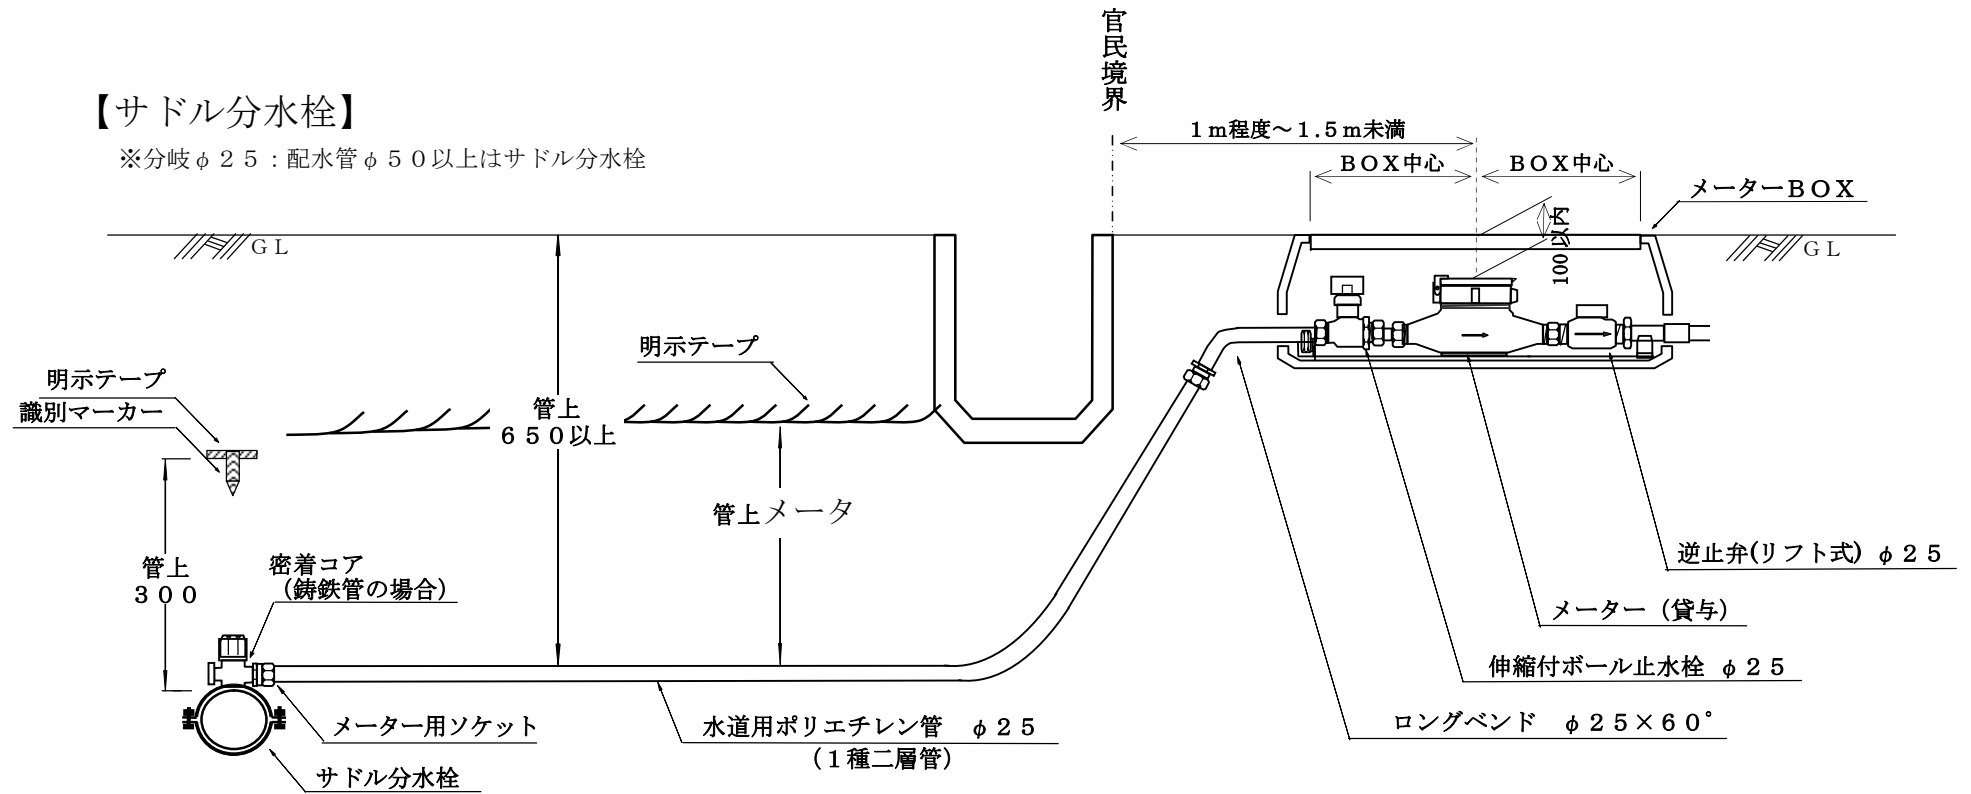 官民境界
【サドル分水栓】
※分岐φ２５：配水管φ５０以上はサドル分水栓
１ｍ程度～１.５ｍ未満
ＢＯＸ中心
ＢＯＸ中心
メーターＢＯＸ
100以内
ＧＬ
ＧＬ
明示テープ
明示テープ
識別マーカー
管上
６５０以上
管上メータ
管上
３００
密着コア
（鋳鉄管の場合）
逆止弁(リフト式) φ２５
メーター（貸与）
伸縮付ボール止水栓 φ２５
ロングベンド φ２５×６０°
メーター用ソケット
水道用ポリエチレン管 φ２５
（１種二層管）
サドル分水栓